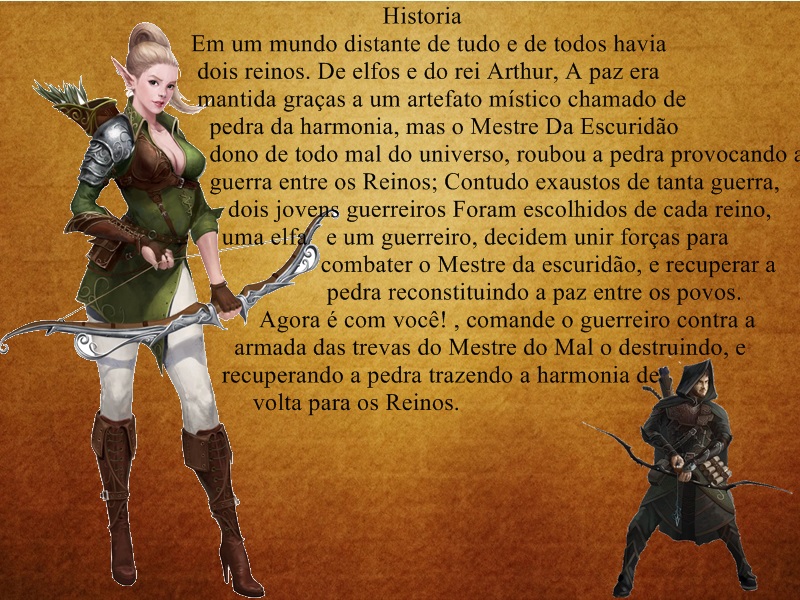 Historia
Em um mundo distante de tudo e de todos havia
dois reinos. De elfos e do rei Arthur, A paz era
mantida graças a um artefato místico chamado de
pedra da harmonia, mas o Mestre Da Escuridão
dono de todo mal do universo, roubou a pedra provocando a
guerra entre os Reinos; Contudo exaustos de tanta guerra,
dois jovens guerreiros Foram escolhidos de cada reino,
uma elfa, e um guerreiro, decidem unir forças para
combater o Mestre da escuridão, e recuperar a
pedra reconstituindo a paz entre os povos.
Agora é com você! , comande o guerreiro contra a
armada das trevas do Mestre do Mal o destruindo, e
recuperando a pedra trazendo a harmonia de
volta para os Reinos.